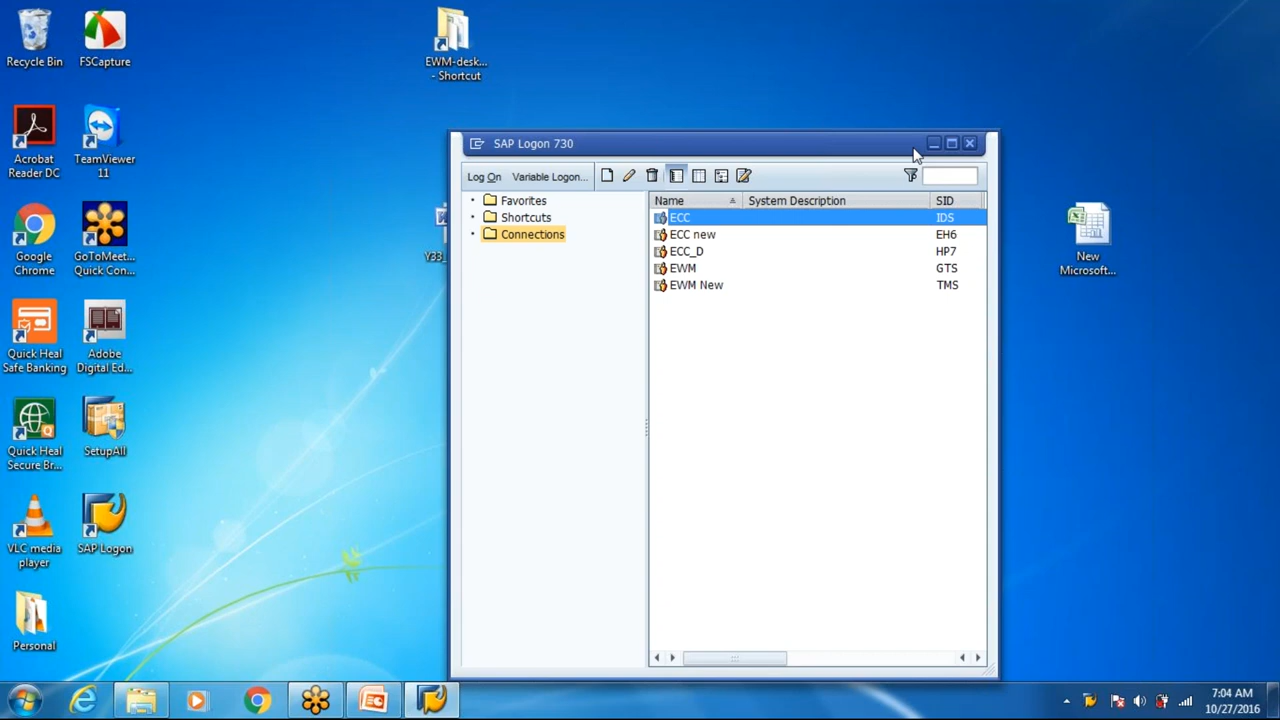 Recycle Bin
FSCapture
EWM-desk...
- Shortcut
Acrobat
Reader DC
TeamViewer
11
Google
Chrome
GoToMeet...
Quick Con...
Quick Heal
Safe Banking
Adobe
Digital Ed...
Quick Heal
Secure Br...
SetupAll
VLC media
player
SAP Logon
Personal
Y33_
SAP Logon 730
Log On
Variable Logon...
Favorites
Shortcuts
Connections
Name
System Description
SID
ECC
IDS
ECC new
EH6
ECC_D
HP7
EWM
GTS
EWM New
TMS
New
Microsoft...
7:04 AM
10/27/2016